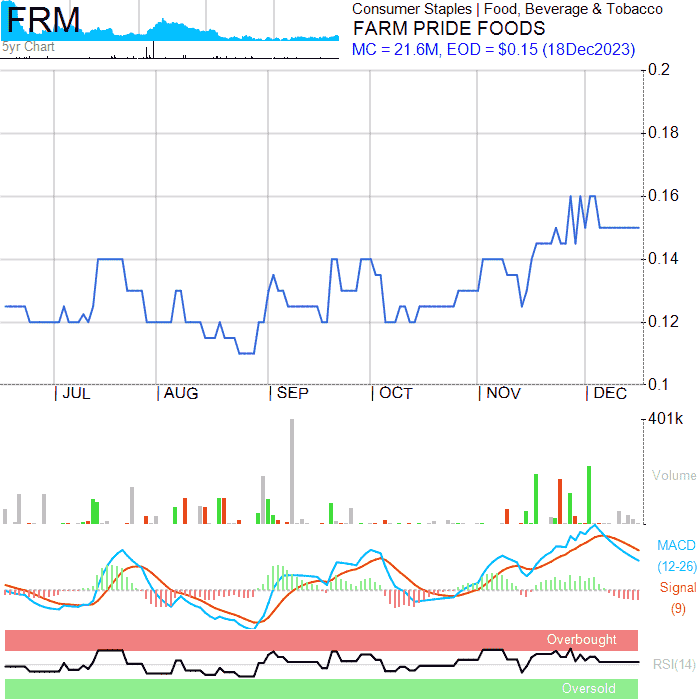 FRM
5yr Chart
Consumer Staples | Food, Beverage & Tobacco
FARM PRIDE FOODS
MC = 21.6M, EOD = $0.15 (18Dec2023)
0.2
0.18
0.16
0.14
0.12
0.1
JUL AUG SEP OCT NOV DEC
401k
Volume
MACD
(12-26)
Signal
(9)
Overbought
RSI(14)
Oversold